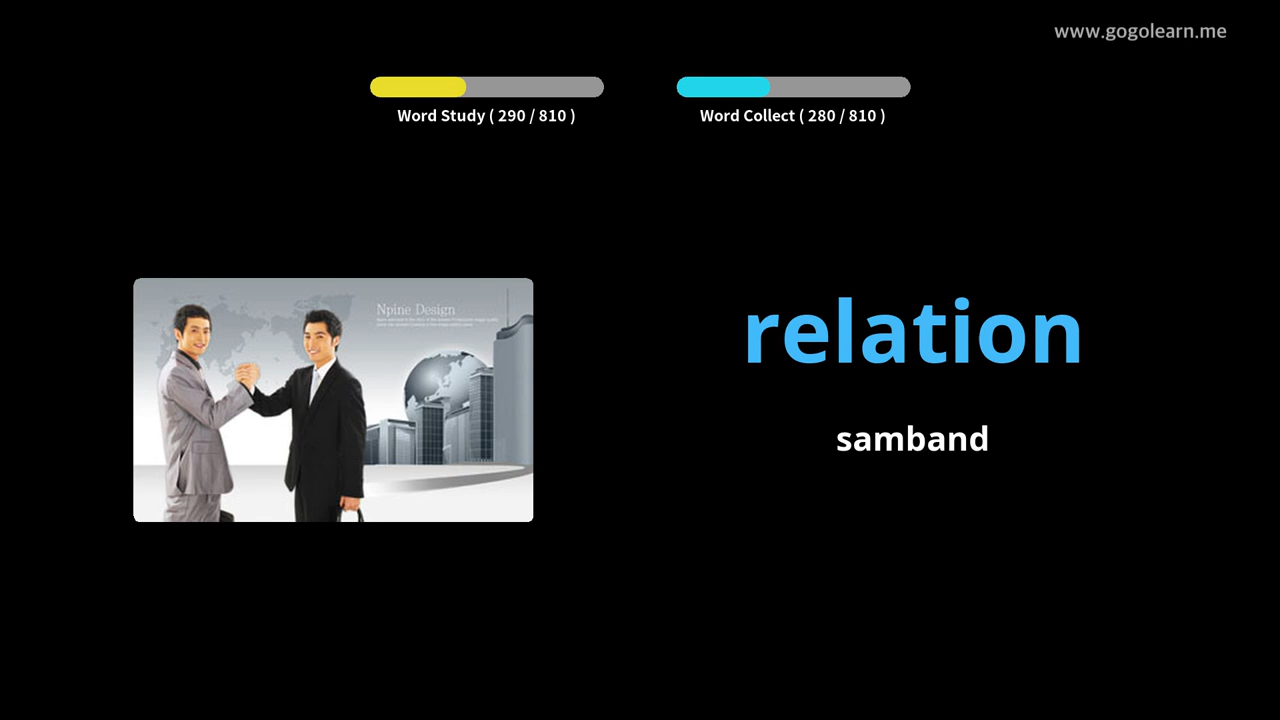 www.gogolearn.me
Word Study ( 290 / 810 )
Word Collect ( 280 / 810 )
Npine Design
relation
samband